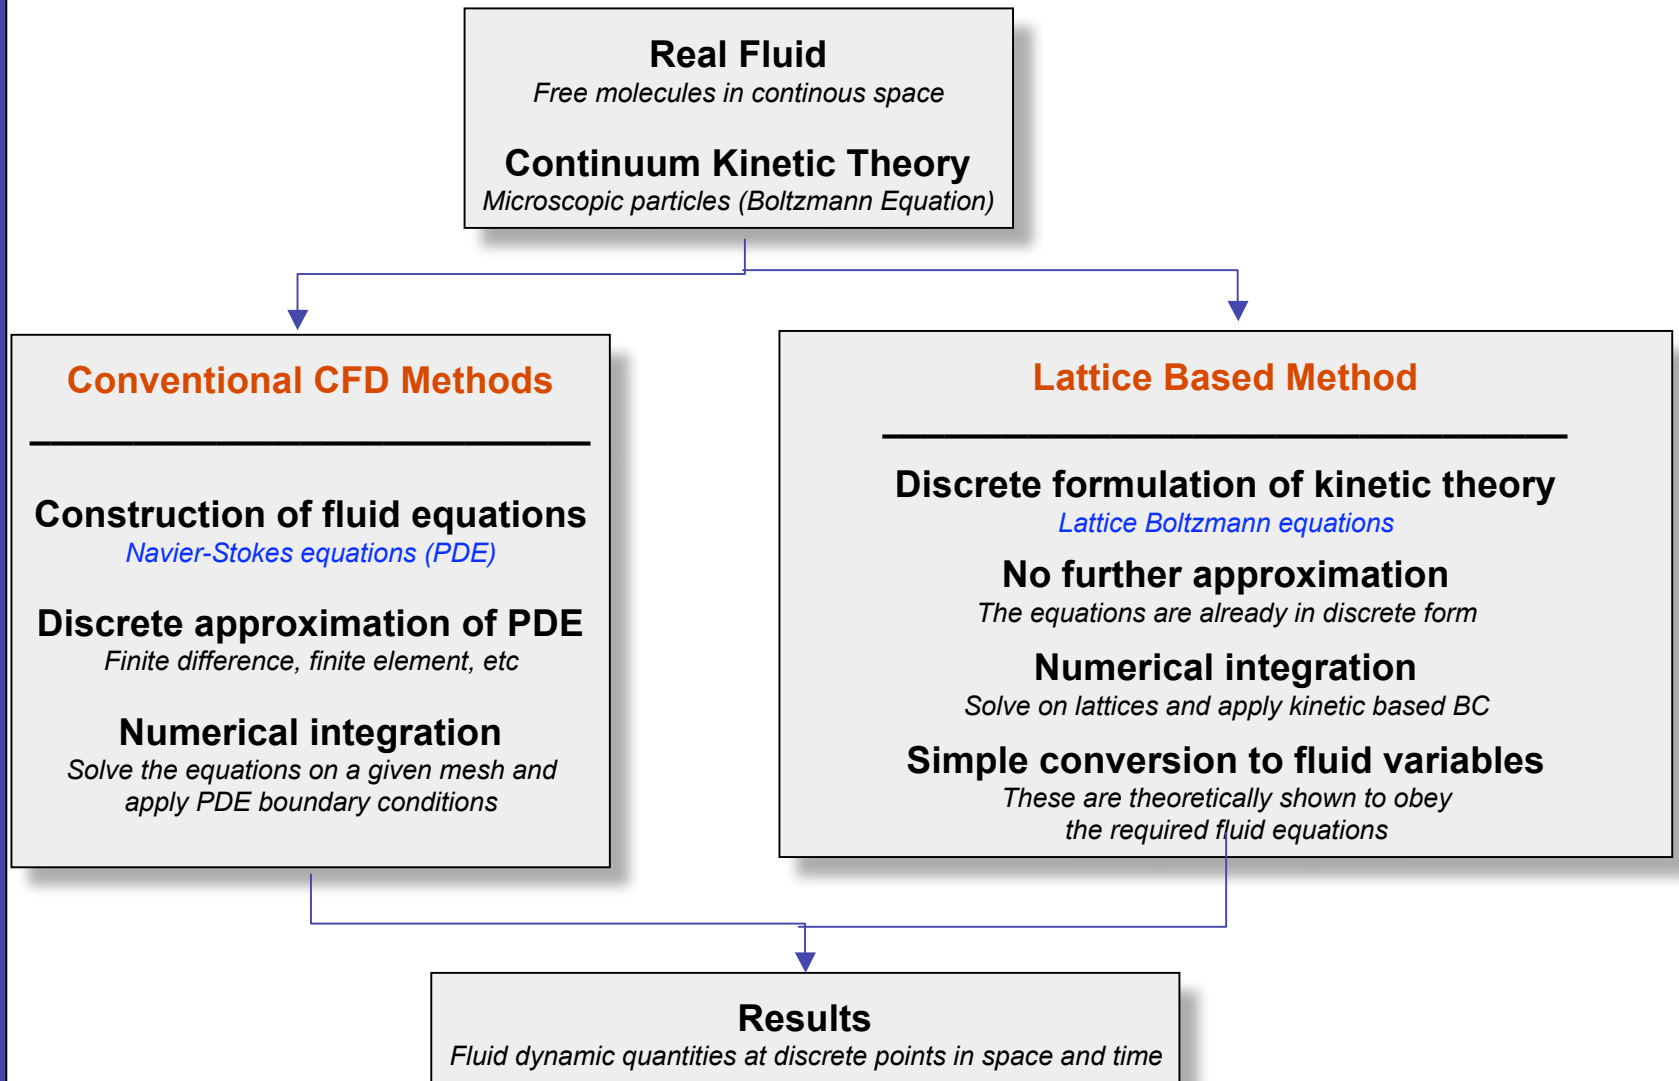 Real Fluid
Free molecules in continous space
Continuum Kinetic Theory
Microscopic particles (Boltzmann Equation)
Conventional CFD Methods
Construction of fluid equations
Navier-Stokes equations (PDE)
Discrete approximation of PDE
Finite difference, finite element, etc
Numerical integration
Solve the equations on a given mesh and
apply PDE boundary conditions
Lattice Based Method
Discrete formulation of kinetic theory
Lattice Boltzmann equations
No further approximation
The equations are already in discrete form
Numerical integration
Solve on lattices and apply kinetic based BC
Simple conversion to fluid variables
These are theoretically shown to obey
the required fluid equations
Results
Fluid dynamic quantities at discrete points in space and time